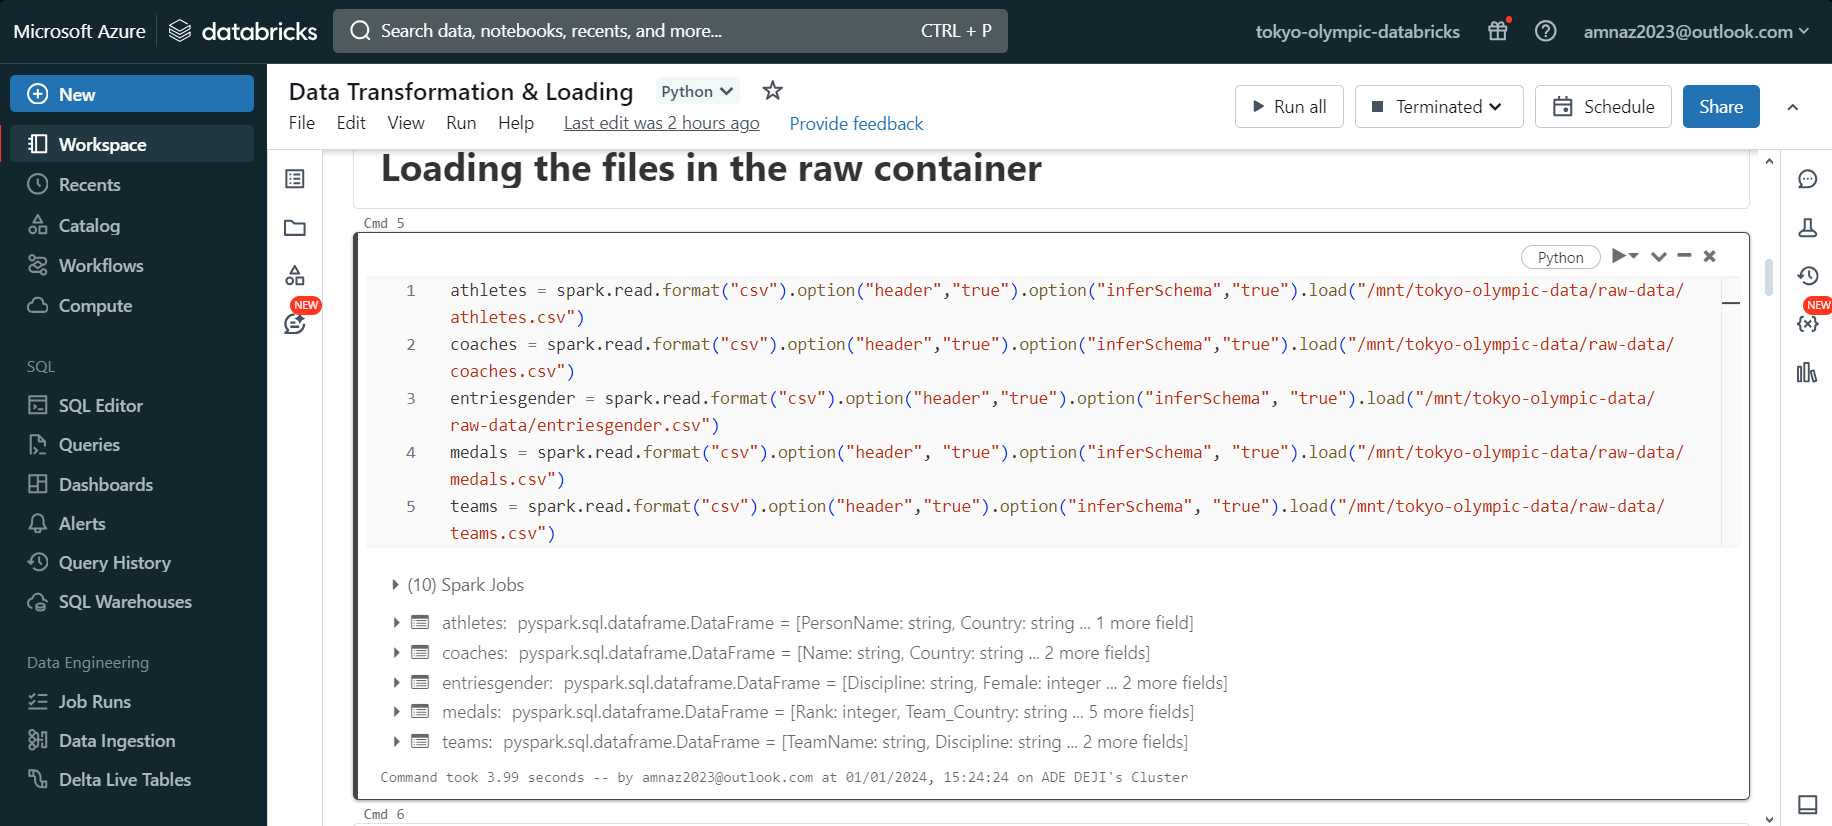 Microsoft Azure
databricks
Search data, notebooks, recents, and more...
CTRL + P
tokyo-olympic-databricks
amnaz2023@outlook.com
New
Workspace
Recents
Catalog
Workflows
Compute
SQL
SQL Editor
Queries
Dashboards
Alerts
Query History
SQL Warehouses
Data Engineering
Job Runs
Data Ingestion
Delta Live Tables
Data Transformation & Loading
Python
File Edit View Run Help Last edit was 2 hours ago Provide feedback
Run all
Terminated
Schedule
Share
NEW
Loading the files in the raw container
Cmd 5
Python
1 athletes = spark.read.format("csv").option("header","true").option("inferSchema","true").load("/mnt/tokyo-olympic-data/raw-data/
athletes.csv")
2 coaches = spark.read.format("csv").option("header","true").option("inferSchema","true").load("/mnt/tokyo-olympic-data/raw-data/
coaches.csv")
3 entriesgender = spark.read.format("csv").option("header","true").option("inferSchema", "true").load("/mnt/tokyo-olympic-data/
raw-data/entriesgender.csv")
4 medals = spark.read.format("csv").option("header", "true").option("inferSchema", "true").load("/mnt/tokyo-olympic-data/raw-data/
medals.csv")
5 teams = spark.read.format("csv").option("header","true").option("inferSchema", "true").load("/mnt/tokyo-olympic-data/raw-data/
teams.csv")
(10) Spark Jobs
athletes: pyspark.sql.dataframe.DataFrame = [PersonName: string, Country: string ... 1 more field]
coaches: pyspark.sql.dataframe.DataFrame = [Name: string, Country: string ... 2 more fields]
entriesgender: pyspark.sql.dataframe.DataFrame = [Discipline: string, Female: integer ... 2 more fields]
medals: pyspark.sql.dataframe.DataFrame = [Rank: integer, Team_Country: string ... 5 more fields]
teams: pyspark.sql.dataframe.DataFrame = [TeamName: string, Discipline: string ... 2 more fields]
Command took 3.99 seconds -- by amnaz2023@outlook.com at 01/01/2024, 15:24:24 on ADE DEJI's Cluster
Cmd 6
NEW